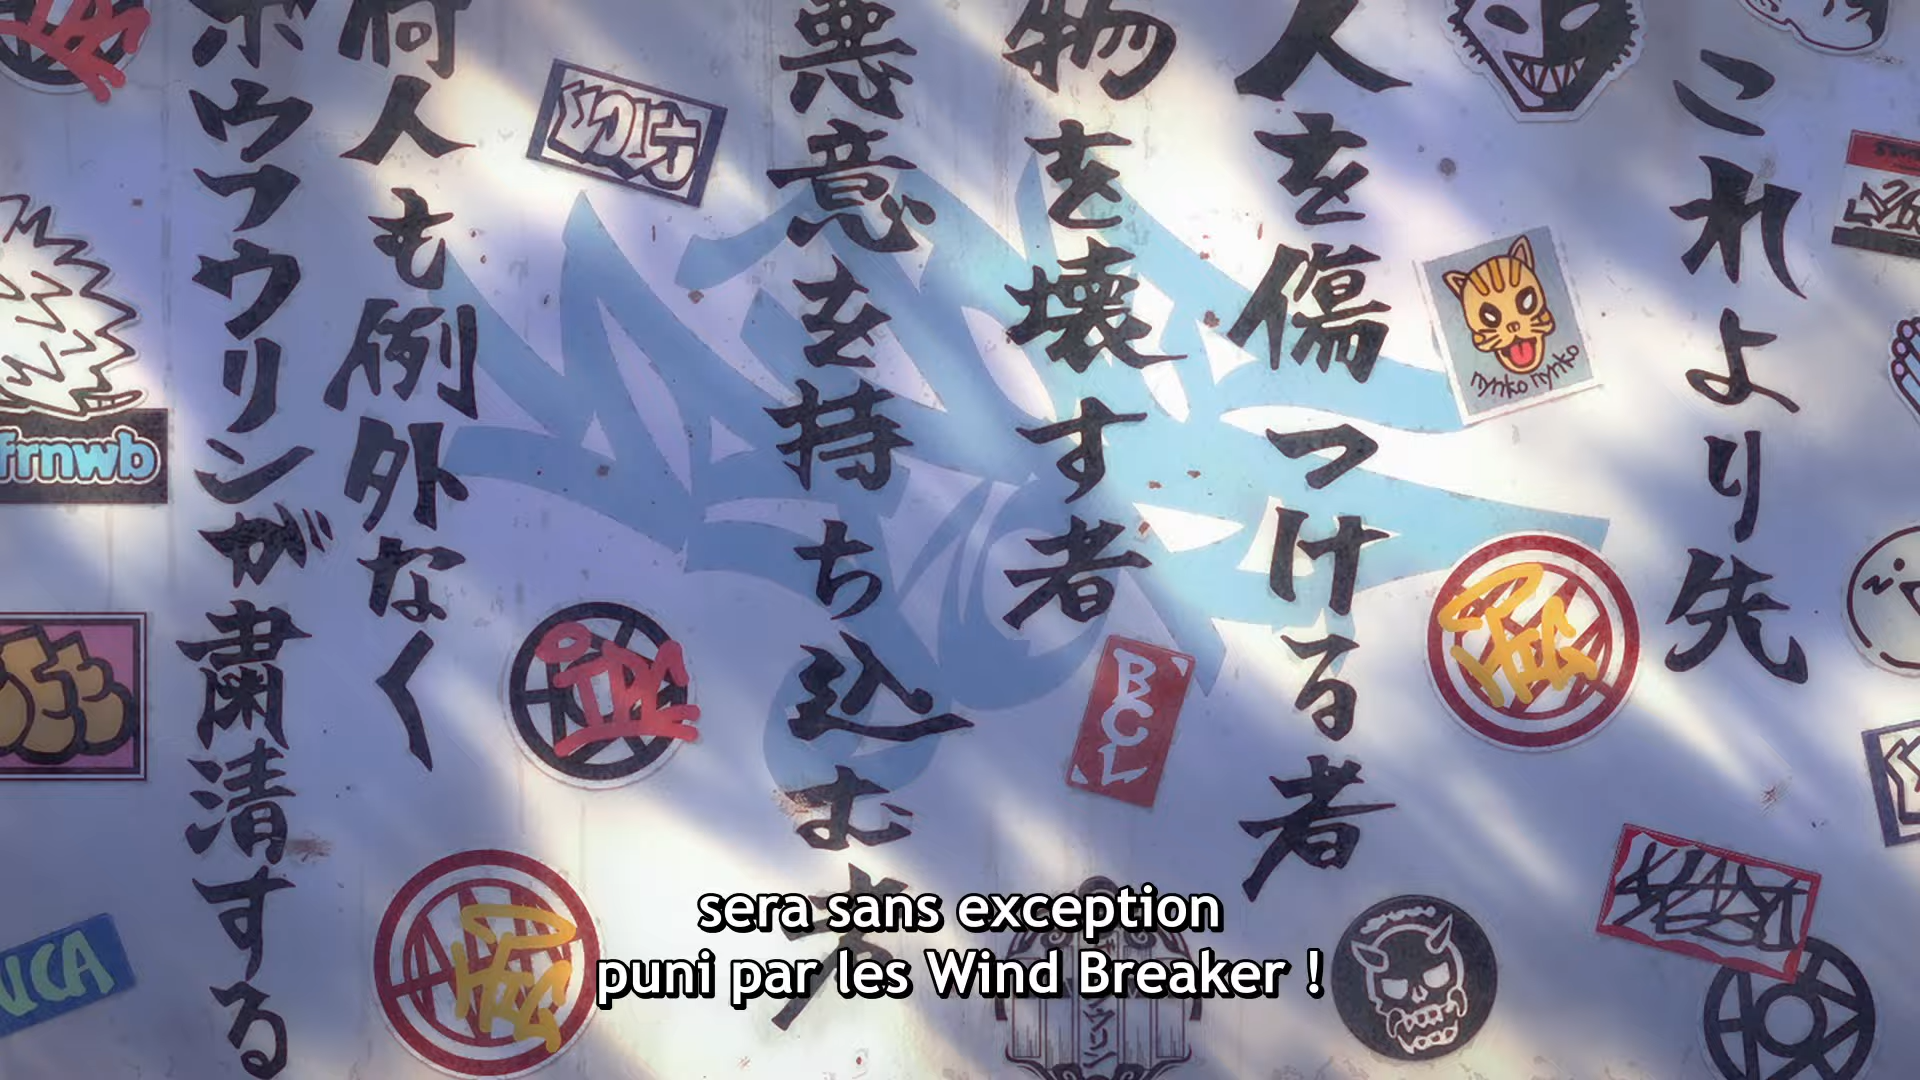 これより先
人を傷つける者
物を壊す者
悪意を持ち込む者
何人も例外なく
ボウフウリンが粛清する
nynko nynko
BCL
frnwb
sera sans exception
puni par les Wind Breaker !